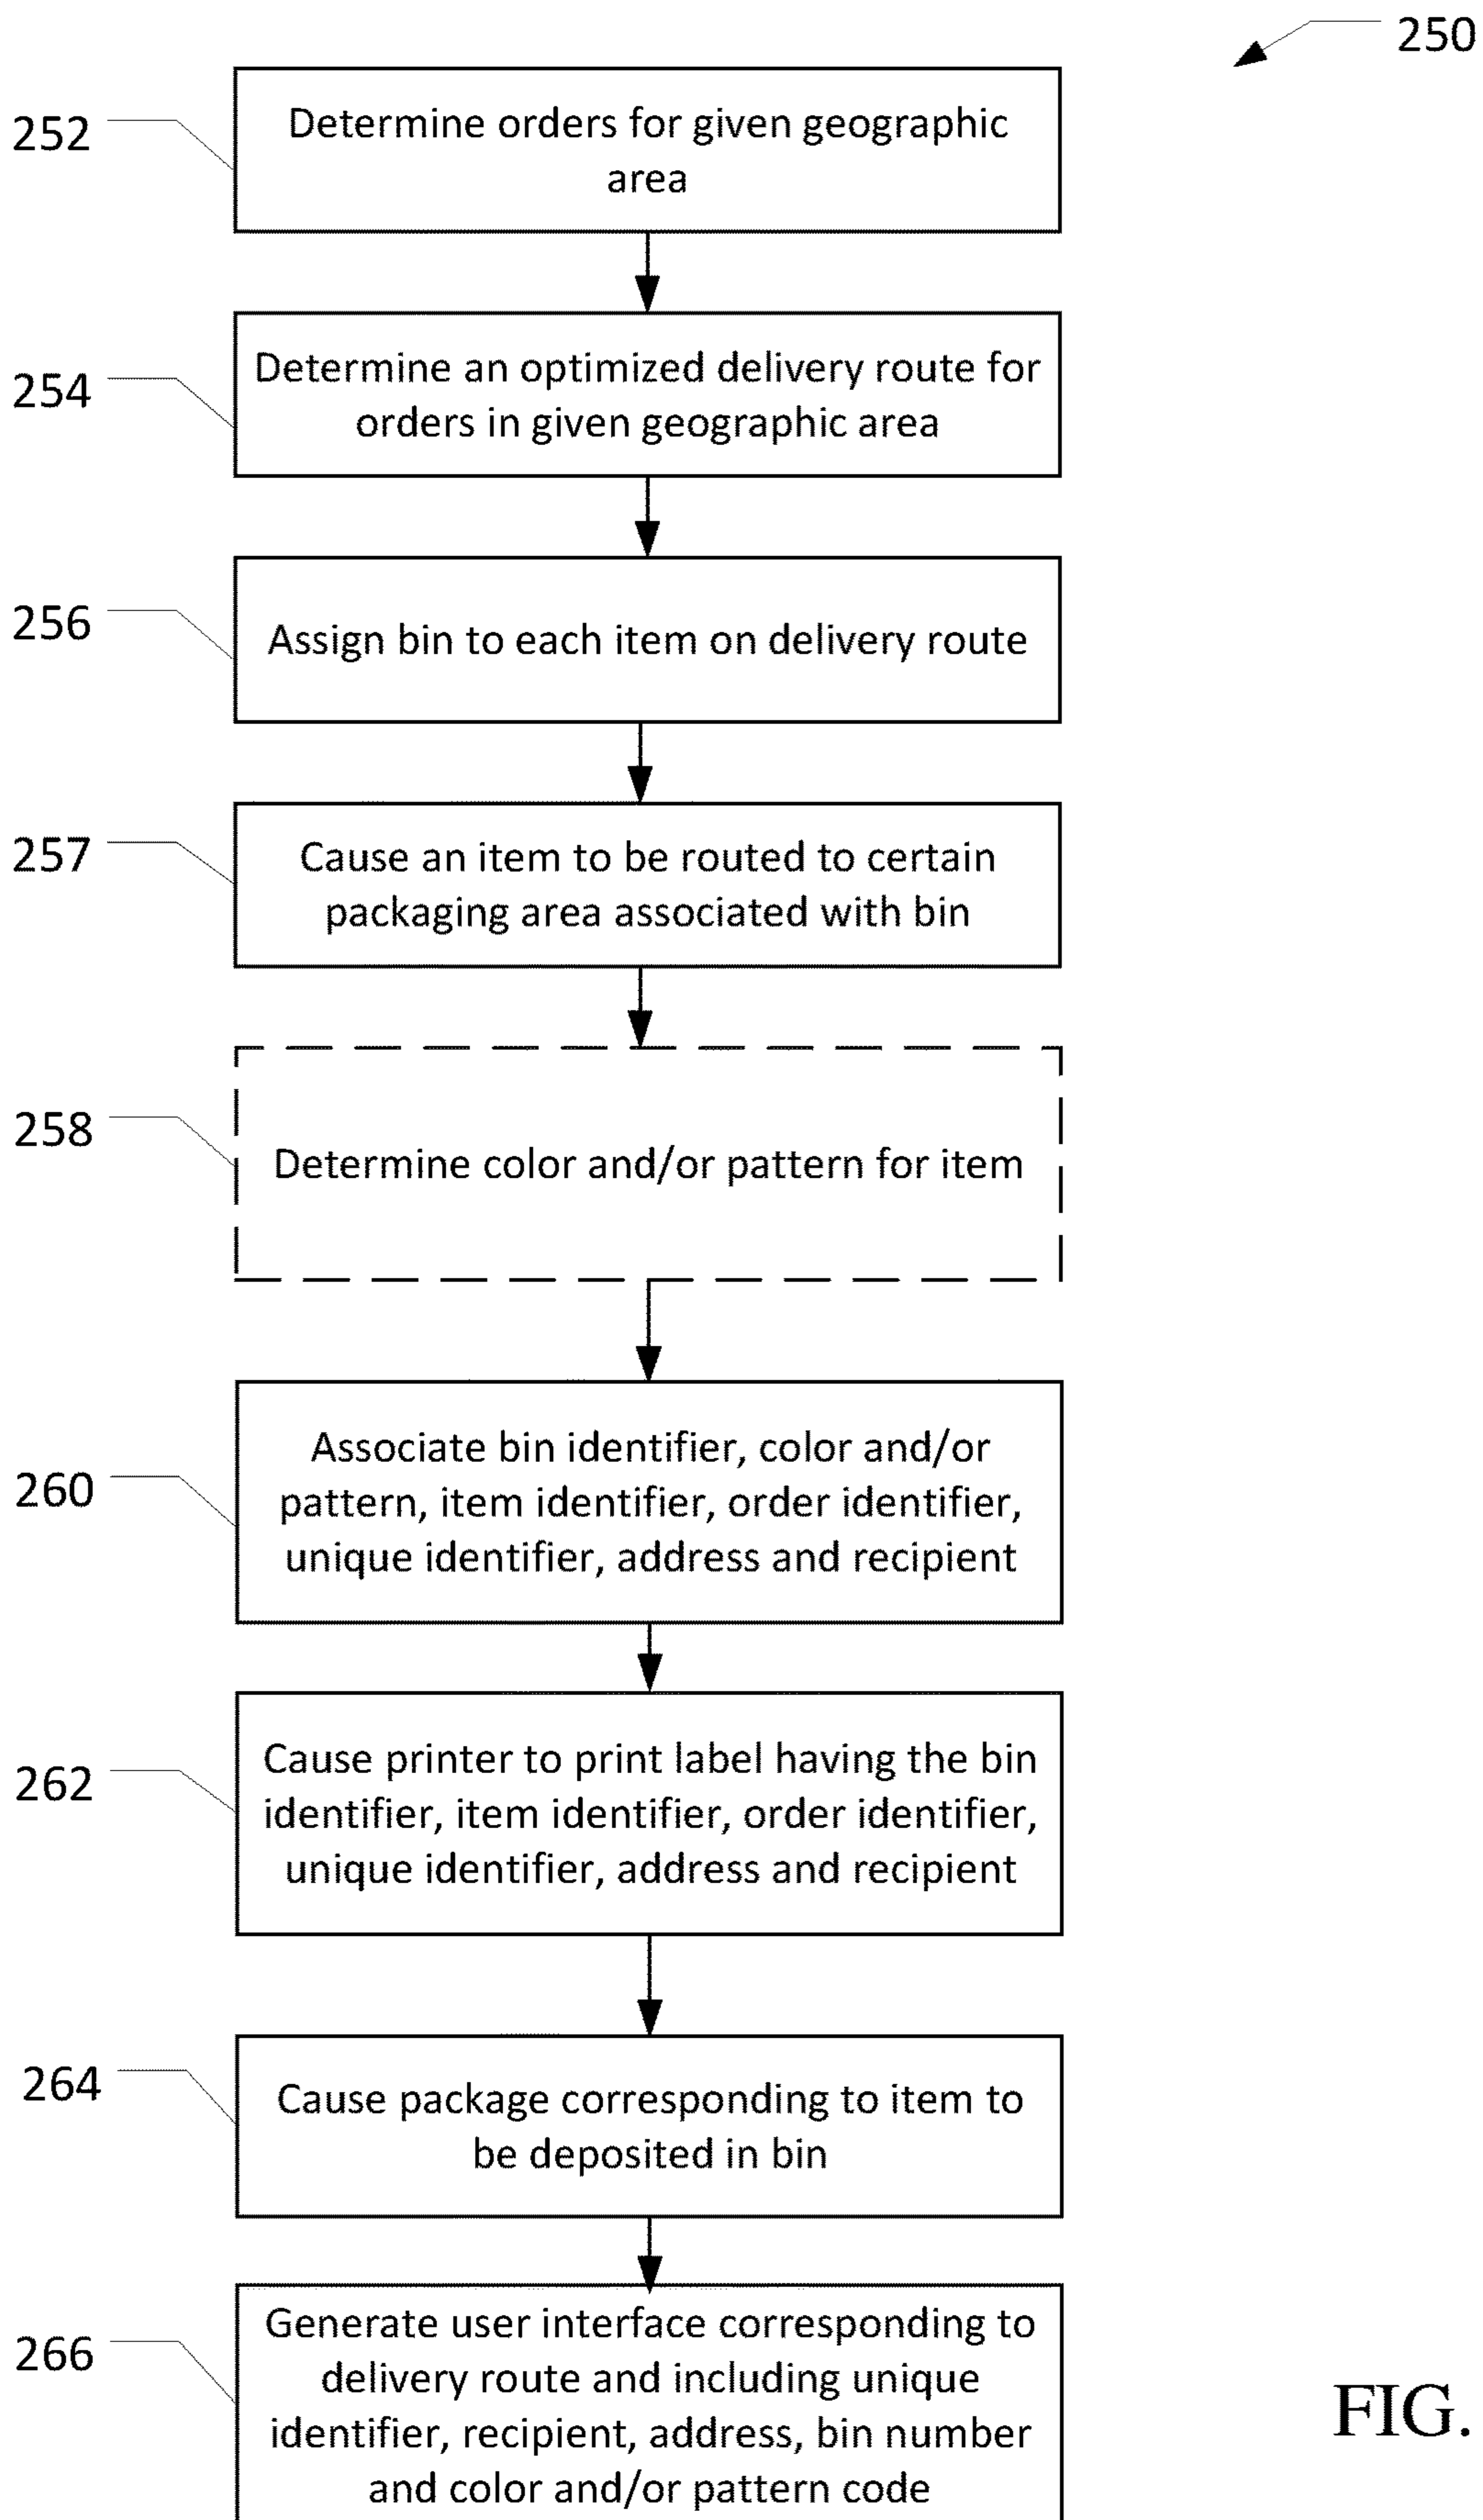 250
252
Determine orders for given geographic
area
254
Determine an optimized delivery route for
orders in given geographic area
256
Assign bin to each item on delivery route
257
Cause an item to be routed to certain
packaging area associated with bin
258
Determine color and/or pattern for item
260
Associate bin identifier, color and/or
pattern, item identifier, order identifier,
unique identifier, address and recipient
262
Cause printer to print label having the bin
identifier, item identifier, order identifier,
unique identifier, address and recipient
264
Cause package corresponding to item to
be deposited in bin
266
Generate user interface corresponding to
delivery route and including unique
identifier, recipient, address, bin number
and color and/or pattern code
FIG.